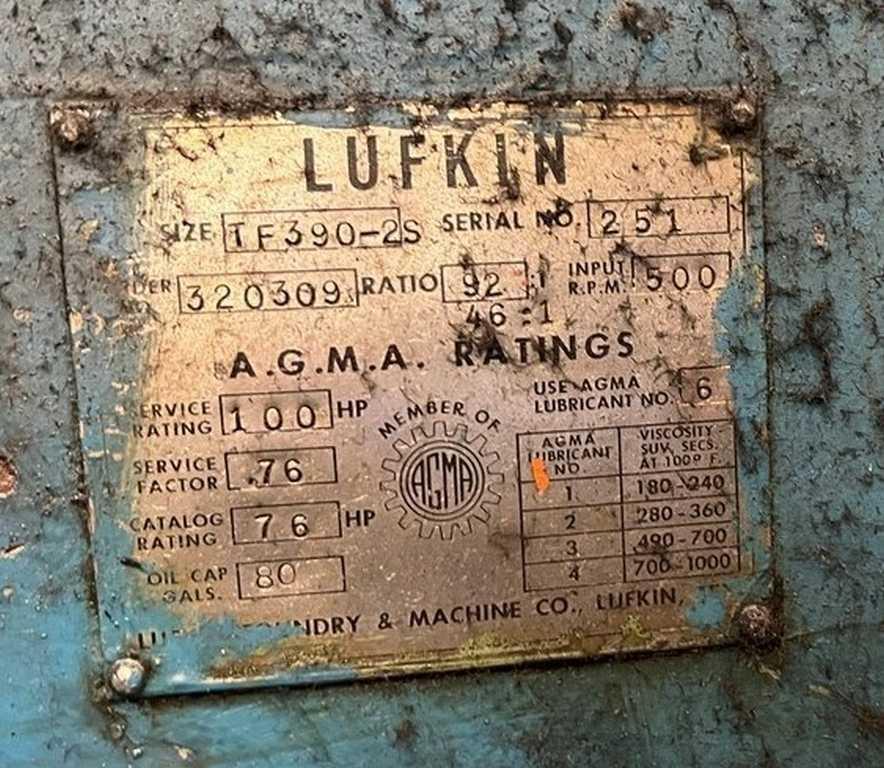 LUFKIN
SIZE TF390-2S SERIAL NO. 251
DER 320309 RATIO 92 :1 INPUT R.P.M. 500
46:1
A.G.M.A. RATINGS
ERVICE RATING 100 HP
USE AGMA LUBRICANT NO. 6
MEMBER OF
AGMA
SERVICE FACTOR .76
CATALOG RATING 76 HP
OIL CAP GALS. 80
AGMA LUBRICANT NO. VISCOSITY SUV. SECS. AT 100º F.
1 180-240
2 280-360
3 490-700
4 700-1000
NDRY & MACHINE CO., LUFKIN,